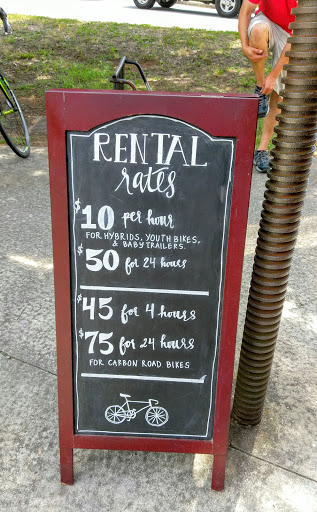 RENTAL
rates
$10 per hour
FOR HYBRIDS, YOUTH BIKES,
& BABY TRAILERS.
$50 for 24 hours
$45 for 4 hours
$75 for 24 hours
FOR CARBON ROAD BIKES